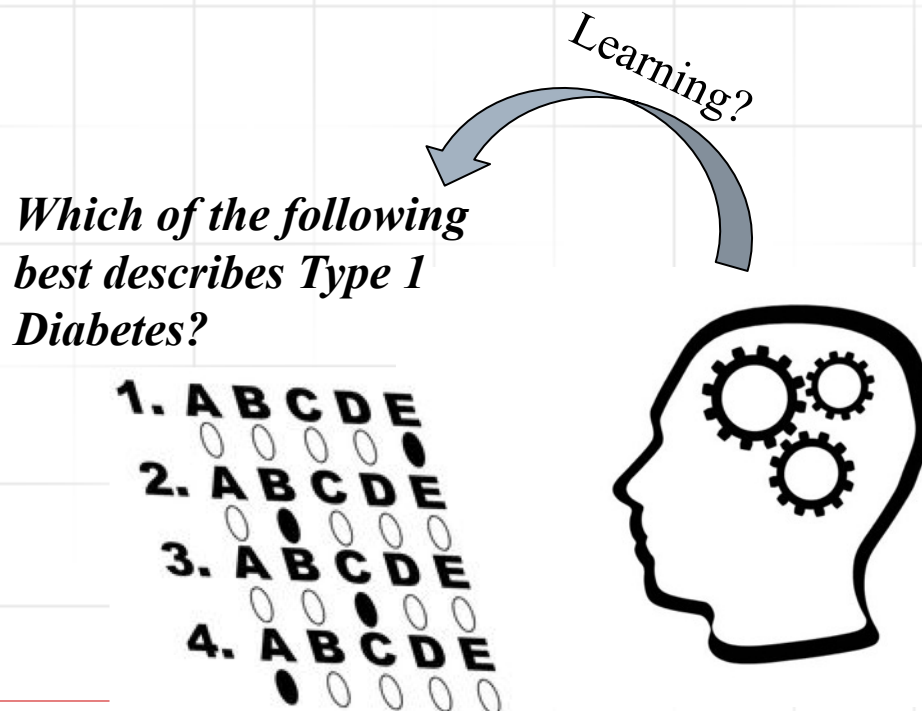 Learning?
Which of the following
best describes Type 1
Diabetes?
1. A B C D E
2. A B C D E
3. A B C D E
4. A B C D E